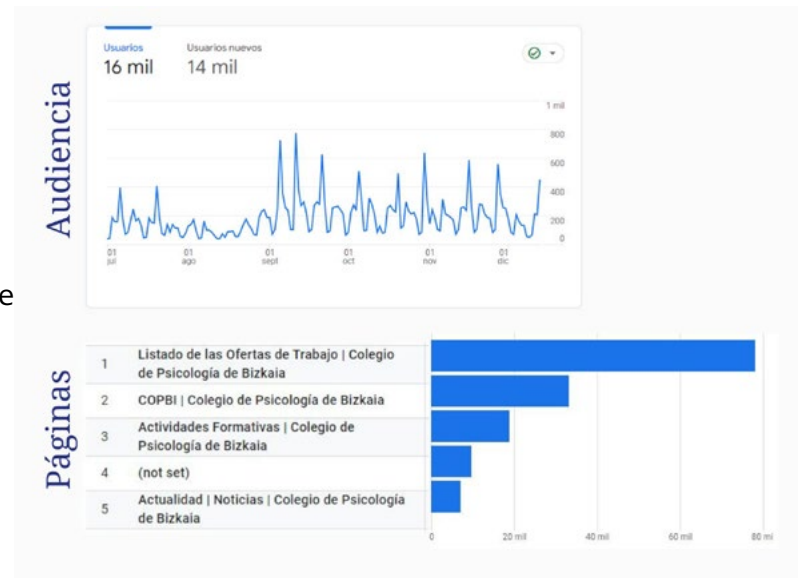 Audiencia
Usuarios
Usuarios nuevos
16 mil
14 mil
1 mil
800
600
400
200
0
01 01 01 01 01 01
jul ago sept oct nov dic
e
Páginas
1 Listado de las Ofertas de Trabajo | Colegio
de Psicología de Bizkaia
2 COPBI | Colegio de Psicología de Bizkaia
3 Actividades Formativas | Colegio de
Psicología de Bizkaia
4 (not set)
5 Actualidad | Noticias | Colegio de Psicología
de Bizkaia
0 20 mil 40 mil 60 mil 80 mil